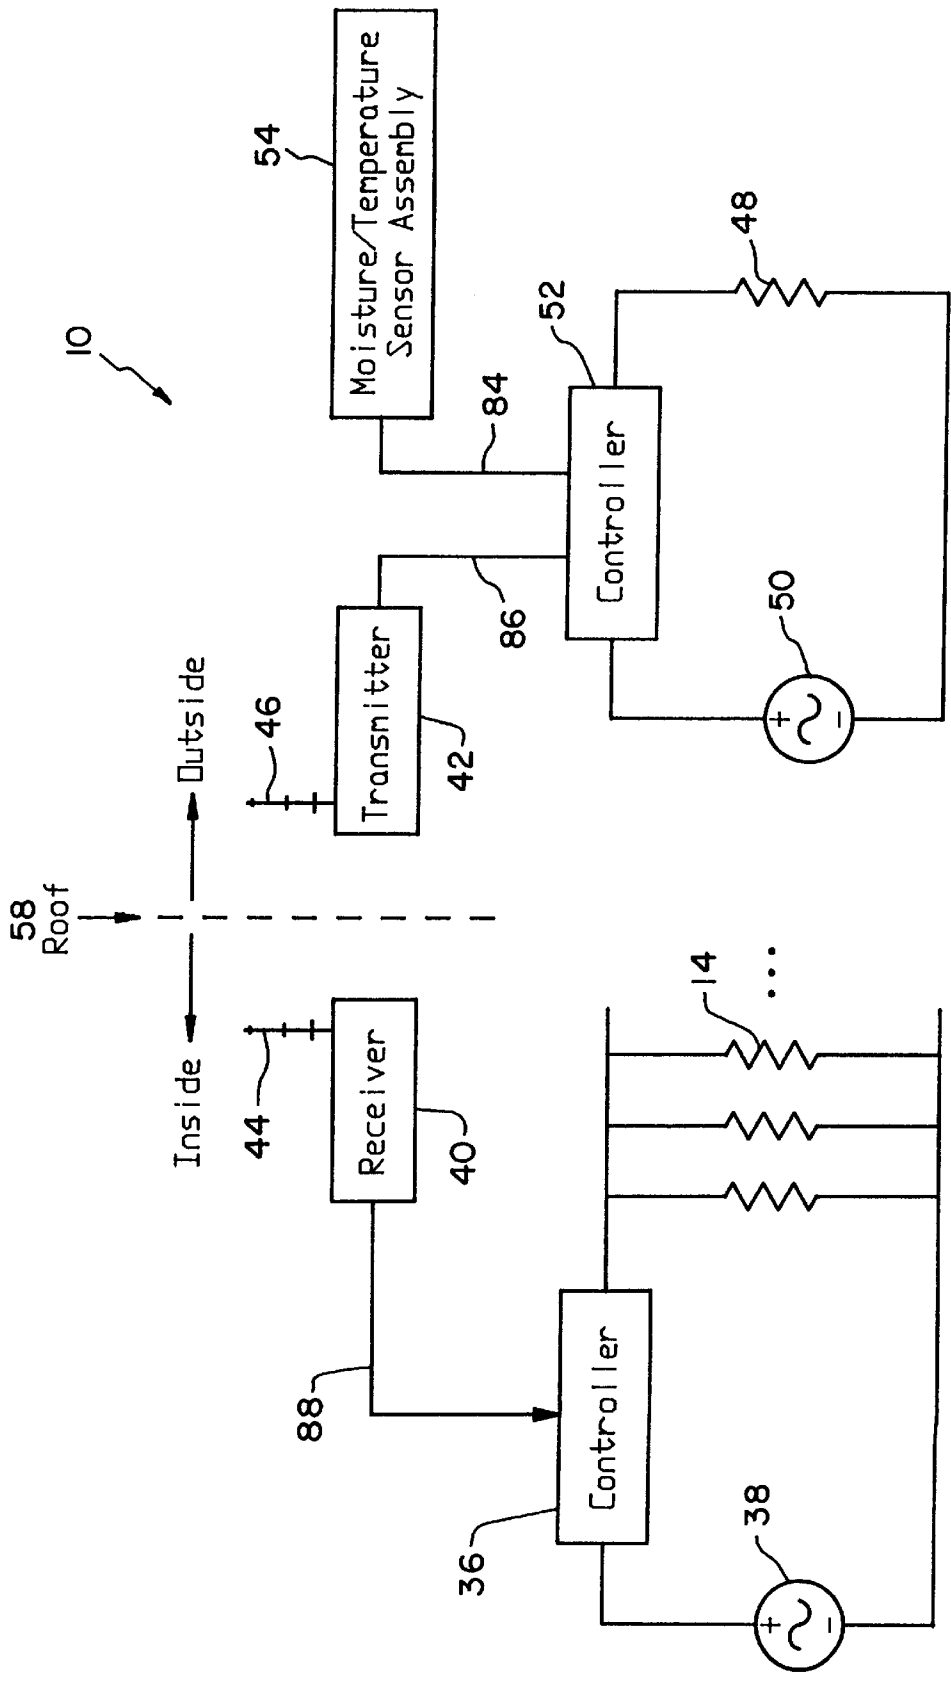 10
58
Roof
Inside
Outside
44
46
54
Moisture/Temperature
Sensor Assembly
Receiver
40
Transmitter
42
88
86
84
36
Controller
52
Controller
14
...
48
38
+
-
50
+
-